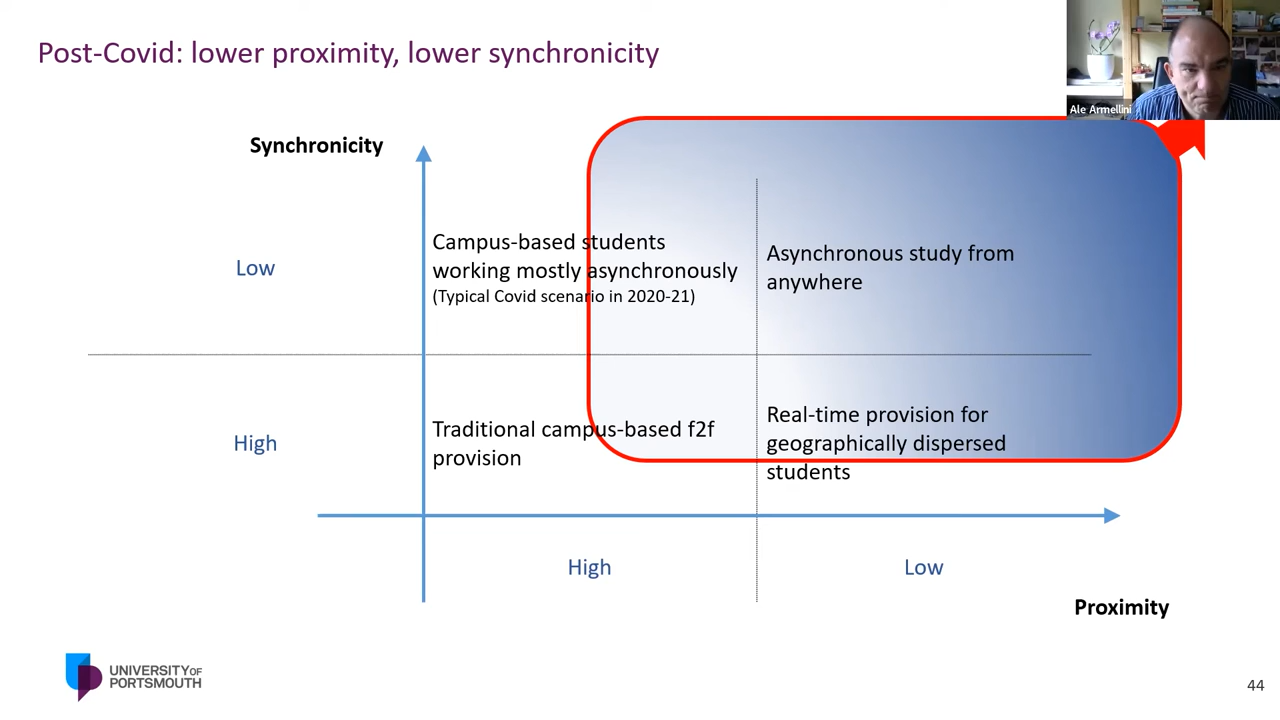 Post-Covid: lower proximity, lower synchronicity
Ale Armellini
Synchronicity
Low
Campus-based students
working mostly asynchronously
(Typical Covid scenario in 2020-21)
Asynchronous study from
anywhere
High
Traditional campus-based f2f
provision
Real-time provision for
geographically dispersed
students
High
Low
Proximity
UNIVERSITY OF
PORTSMOUTH
44